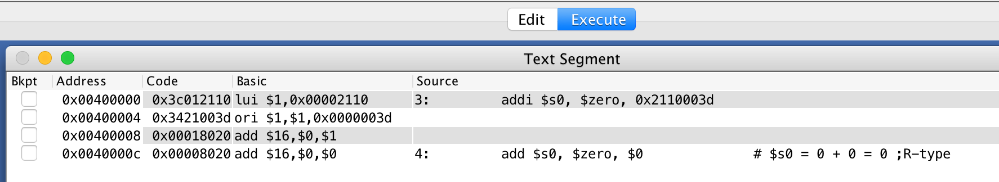 Edit Execute
Text Segment
Bkpt Address Code Basic Source
0x00400000 0x3c012110 lui $1,0x00002110 3: addi $s0, $zero, 0x2110003d
0x00400004 0x3421003d ori $1,$1,0x0000003d
0x00400008 0x00018020 add $16,$0,$1
0x0040000c 0x00008020 add $16,$0,$0 4: add $s0, $zero, $0 # $s0 = 0 + 0 = 0 ;R-type